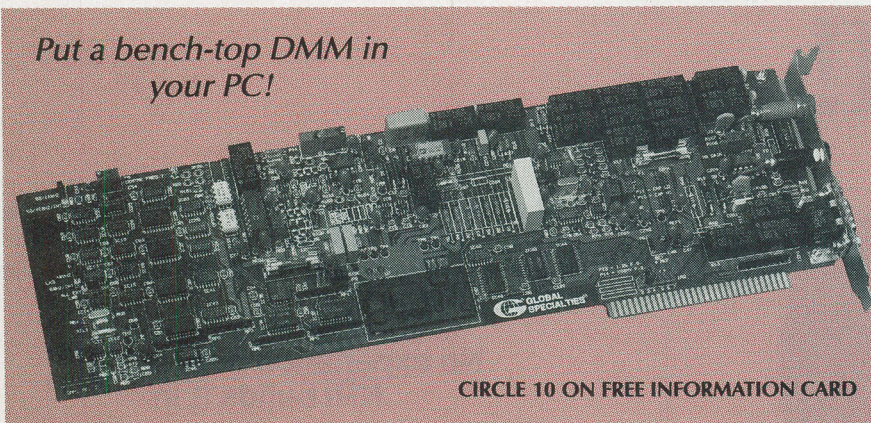 Put a bench-top DMM in
your PC!
GLOBAL
SPECIALTIES
CIRCLE 10 ON FREE INFORMATION CARD